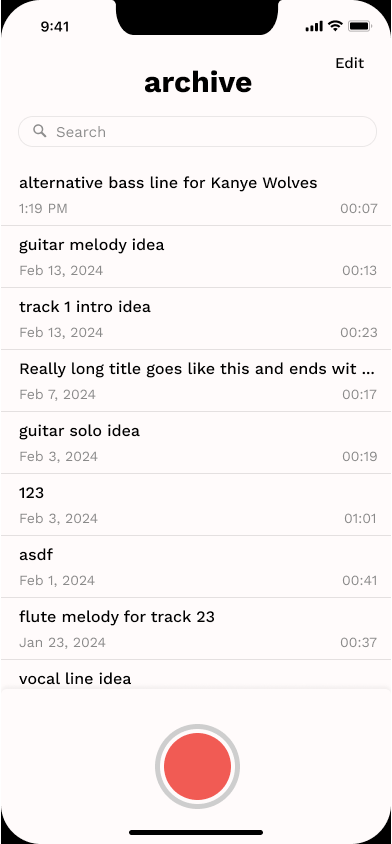 9:41
Edit
archive
Search
alternative bass line for Kanye Wolves
1:19 PM 00:07
guitar melody idea
Feb 13, 2024 00:13
track 1 intro idea
Feb 13, 2024 00:23
Really long title goes like this and ends wit ...
Feb 7, 2024 00:17
guitar solo idea
Feb 3, 2024 00:19
123
Feb 3, 2024 01:01
asdf
Feb 1, 2024 00:41
flute melody for track 23
Jan 23, 2024 00:37
vocal line idea